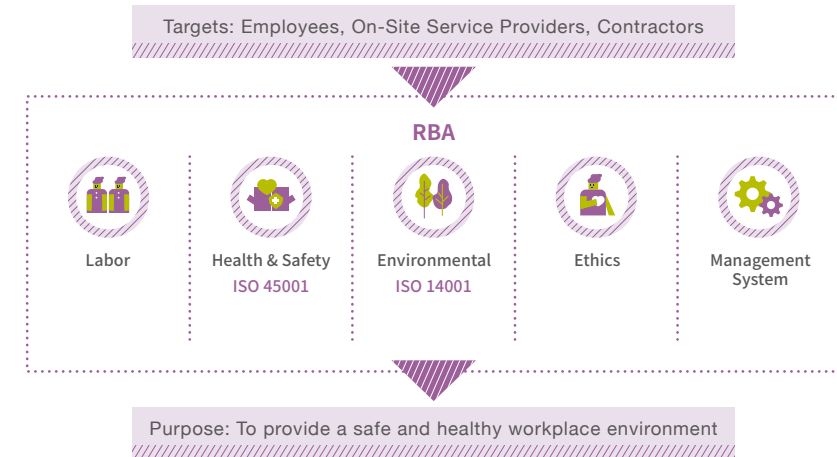 Targets: Employees, On-Site Service Providers, Contractors
RBA
Labor
Health & Safety
ISO 45001
Environmental
ISO 14001
Ethics
Management
System
Purpose: To provide a safe and healthy workplace environment